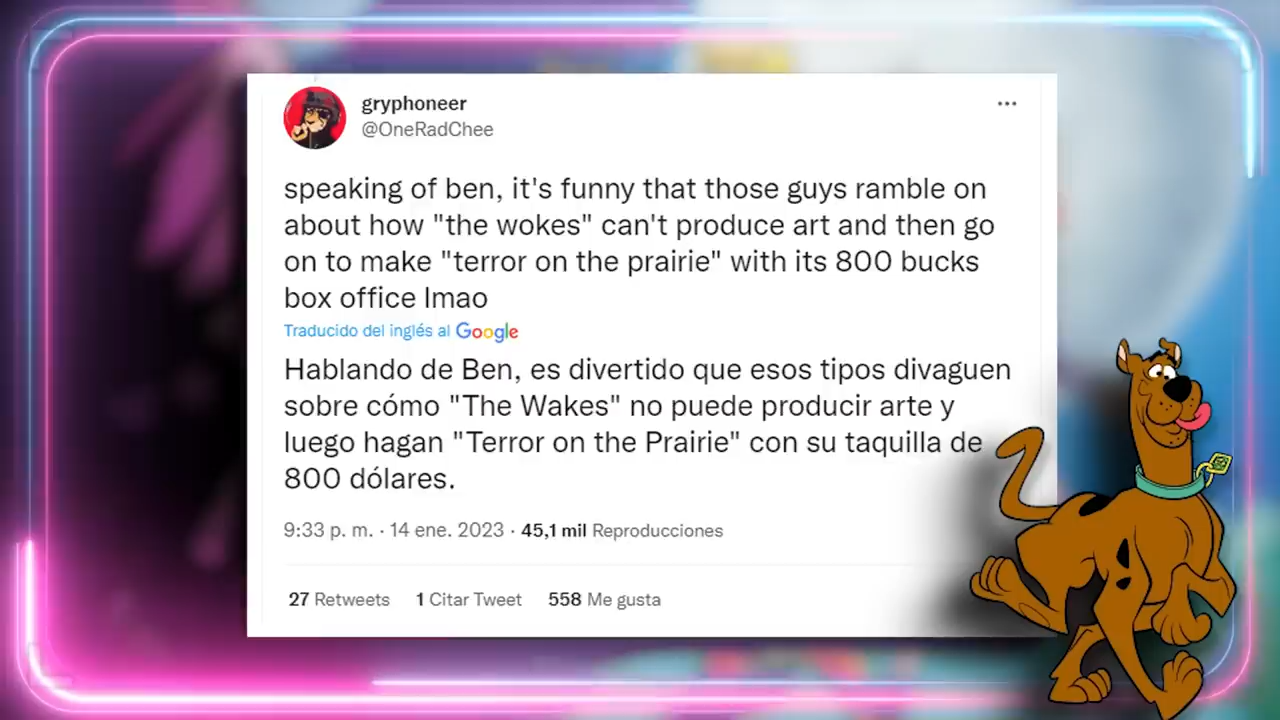 gryphoneer
@OneRadChee
speaking of ben, it's funny that those guys ramble on
about how "the wokes" can't produce art and then go
on to make "terror on the prairie" with its 800 bucks
box office lmao
Traducido del inglés al Google
Hablando de Ben, es divertido que esos tipos divaguen
sobre cómo "The Wakes" no puede producir arte y
luego hagan "Terror on the Prairie" con su taquilla de
800 dólares.
9:33 p. m. · 14 ene. 2023 · 45,1 mil Reproducciones
27 Retweets 1 Citar Tweet 558 Me gusta